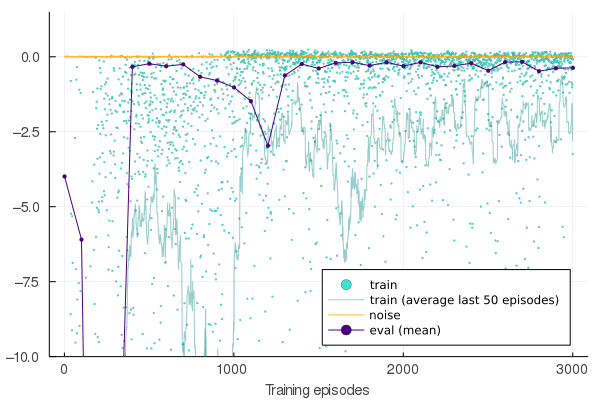 0.0
−2.5
−5.0
−7.5
−10.0
train
train (average last 50 episodes)
noise
eval (mean)
0
1000
2000
3000
Training episodes